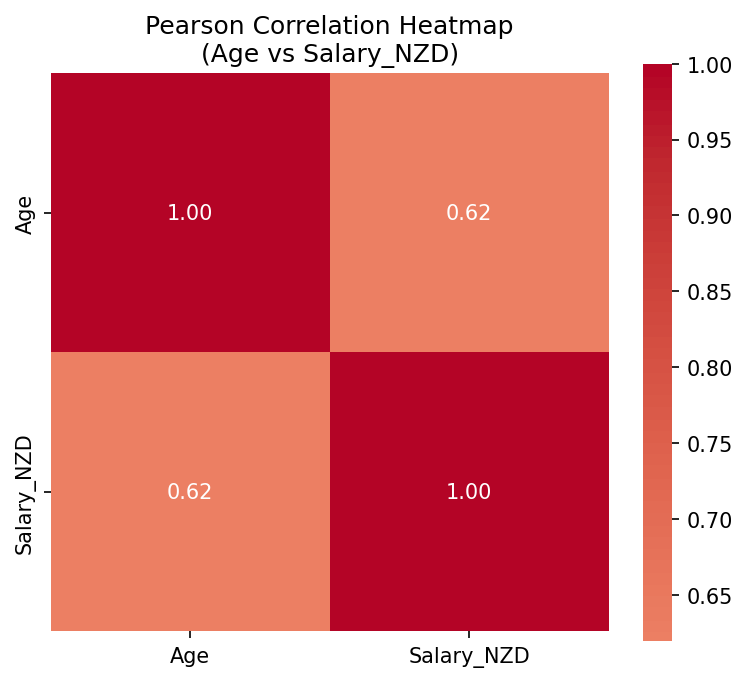 Pearson Correlation Heatmap
(Age vs Salary_NZD)
1.00
0.95
0.90
0.85
0.80
0.75
0.70
0.65
Age
1.00
0.62
Salary_NZD
0.62
1.00
Age
Salary_NZD